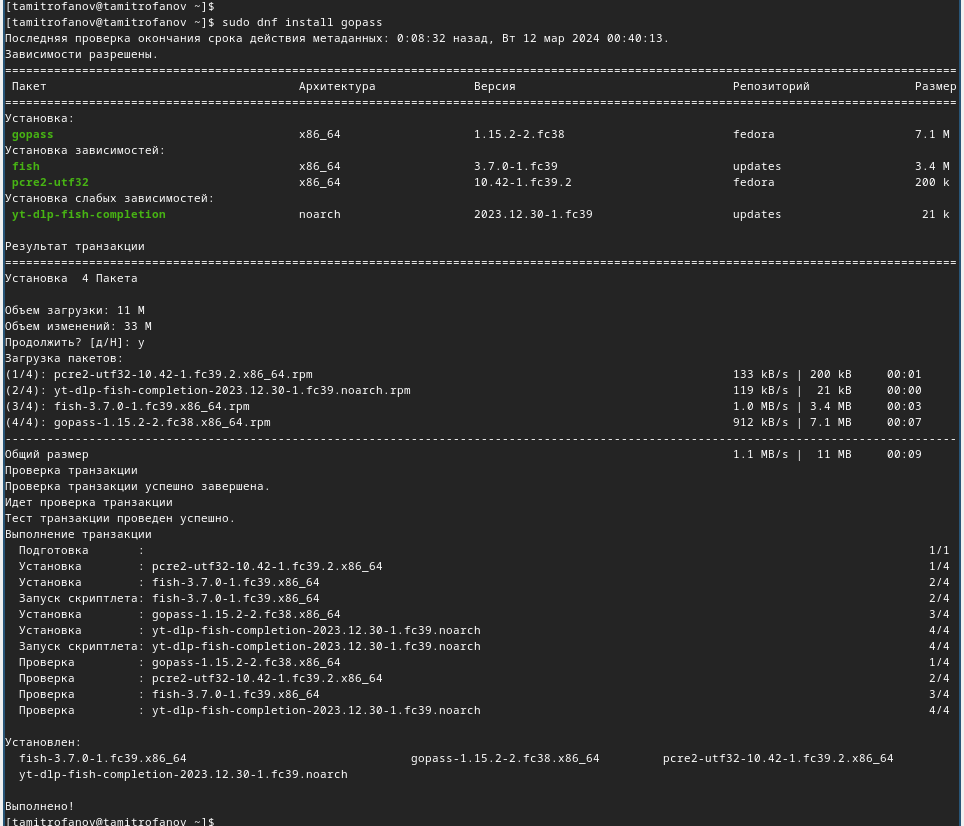 [tamitrofanov@tamitrofanov ~]$
[tamitrofanov@tamitrofanov ~]$ sudo dnf install gopass
Последняя проверка окончания срока действия метаданных: 0:08:32 назад, Вт 12 мар 2024 00:40:13.
Зависимости разрешены.
================================================================================
Пакет Архитектура Версия Репозиторий Размер
================================================================================
Установка:
gopass x86_64 1.15.2-2.fc38 fedora 7.1 M
Установка зависимостей:
fish x86_64 3.7.0-1.fc39 updates 3.4 M
pcre2-utf32 x86_64 10.42-1.fc39.2 fedora 200 k
Установка слабых зависимостей:
yt-dlp-fish-completion noarch 2023.12.30-1.fc39 updates 21 k
Результат транзакции
================================================================================
Установка  4 Пакета
Объем загрузки: 11 M
Объем изменений: 33 M
Продолжить? [д/Н]: y
Загрузка пакетов:
(1/4): pcre2-utf32-10.42-1.fc39.2.x86_64.rpm 133 kB/s | 200 kB 00:01
(2/4): yt-dlp-fish-completion-2023.12.30-1.fc39.noarch.rpm 119 kB/s | 21 kB 00:00
(3/4): fish-3.7.0-1.fc39.x86_64.rpm 1.0 MB/s | 3.4 MB 00:03
(4/4): gopass-1.15.2-2.fc38.x86_64.rpm 912 kB/s | 7.1 MB 00:07
--------------------------------------------------------------------------------
Общий размер 1.1 MB/s | 11 MB 00:09
Проверка транзакции
Проверка транзакции успешно завершена.
Идет проверка транзакции
Тест транзакции проведен успешно.
Выполнение транзакции
Подготовка : 1/1
Установка : pcre2-utf32-10.42-1.fc39.2.x86_64 1/4
Установка : fish-3.7.0-1.fc39.x86_64 2/4
Запуск скриптлета: fish-3.7.0-1.fc39.x86_64 2/4
Установка : gopass-1.15.2-2.fc38.x86_64 3/4
Установка : yt-dlp-fish-completion-2023.12.30-1.fc39.noarch 4/4
Запуск скриптлета: yt-dlp-fish-completion-2023.12.30-1.fc39.noarch 4/4
Проверка : gopass-1.15.2-2.fc38.x86_64 1/4
Проверка : pcre2-utf32-10.42-1.fc39.2.x86_64 2/4
Проверка : fish-3.7.0-1.fc39.x86_64 3/4
Проверка : yt-dlp-fish-completion-2023.12.30-1.fc39.noarch 4/4
Установлен:
fish-3.7.0-1.fc39.x86_64 gopass-1.15.2-2.fc38.x86_64 pcre2-utf32-10.42-1.fc39.2.x86_64
yt-dlp-fish-completion-2023.12.30-1.fc39.noarch
Выполнено!
[tamitrofanov@tamitrofanov ~]$